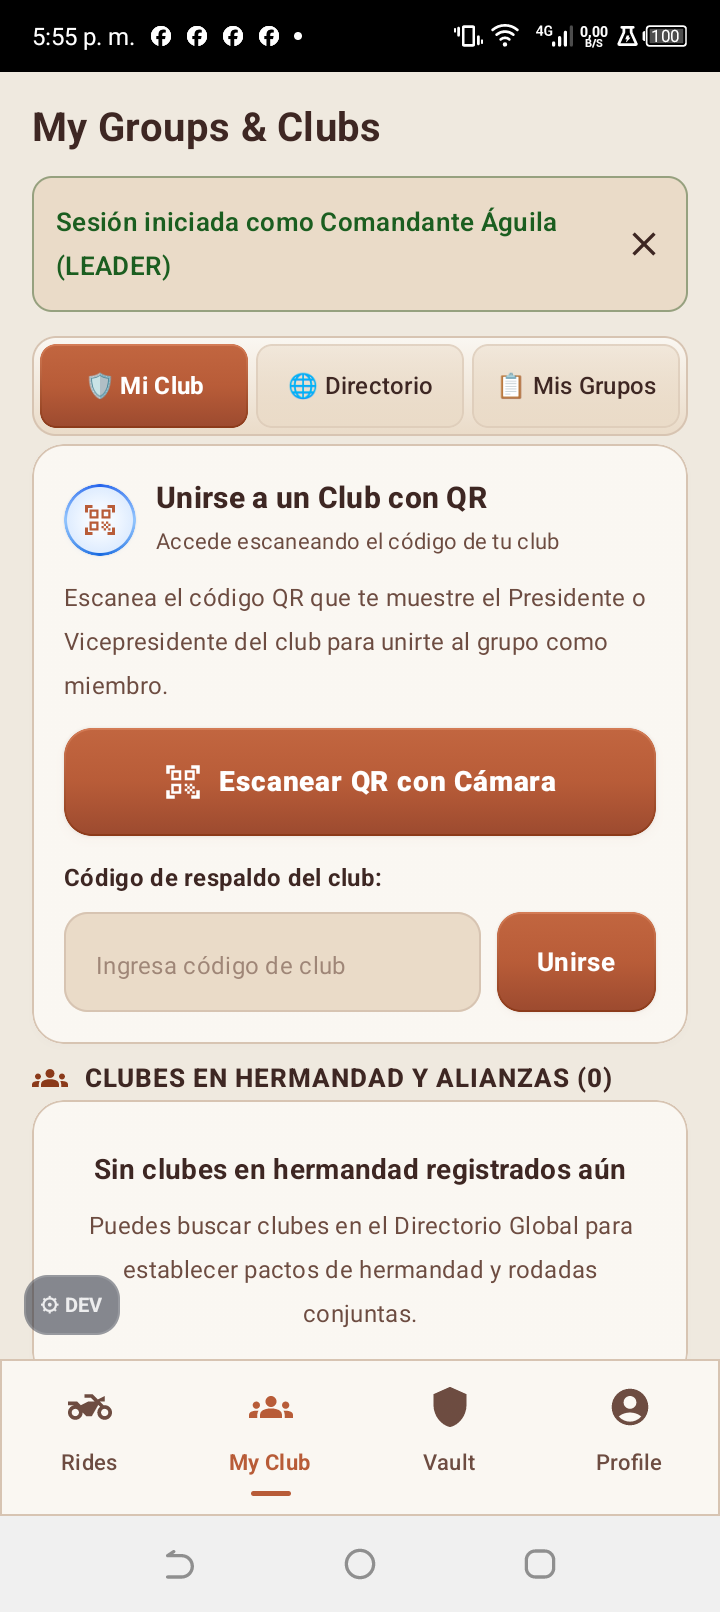 5:55 p. m.
4G 0,00 B/S 100
My Groups & Clubs
Sesión iniciada como Comandante Águila
(LEADER)
Mi Club Directorio Mis Grupos
Unirse a un Club con QR
Accede escaneando el código de tu club
Escanea el código QR que te muestre el Presidente o
Vicepresidente del club para unirte al grupo como
miembro.
Escanear QR con Cámara
Código de respaldo del club:
Ingresa código de club Unirse
CLUBES EN HERMANDAD Y ALIANZAS (0)
Sin clubes en hermandad registrados aún
Puedes buscar clubes en el Directorio Global para
establecer pactos de hermandad y rodadas
conjuntas.
DEV
Rides My Club Vault Profile